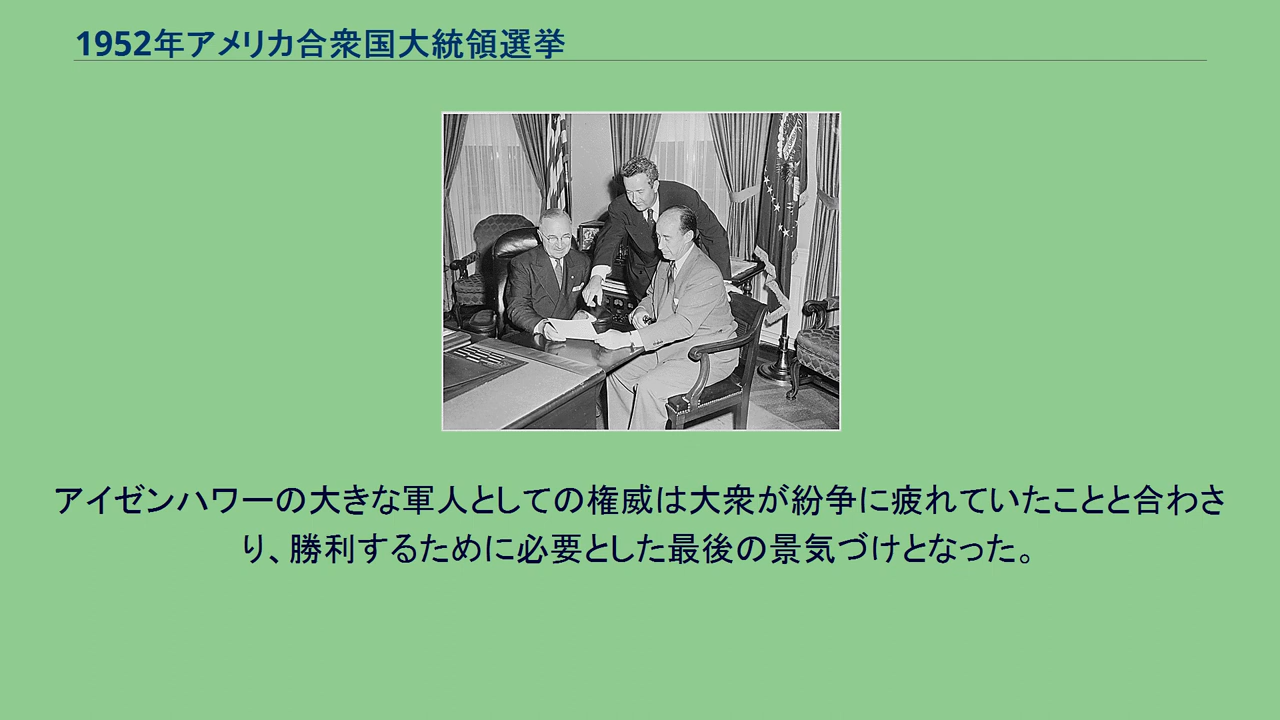 1952年アメリカ合衆国大統領選挙
アイゼンハワーの大きな軍人としての権威は大衆が紛争に疲れていたことと合わさ
り、勝利するために必要とした最後の景気づけとなった。